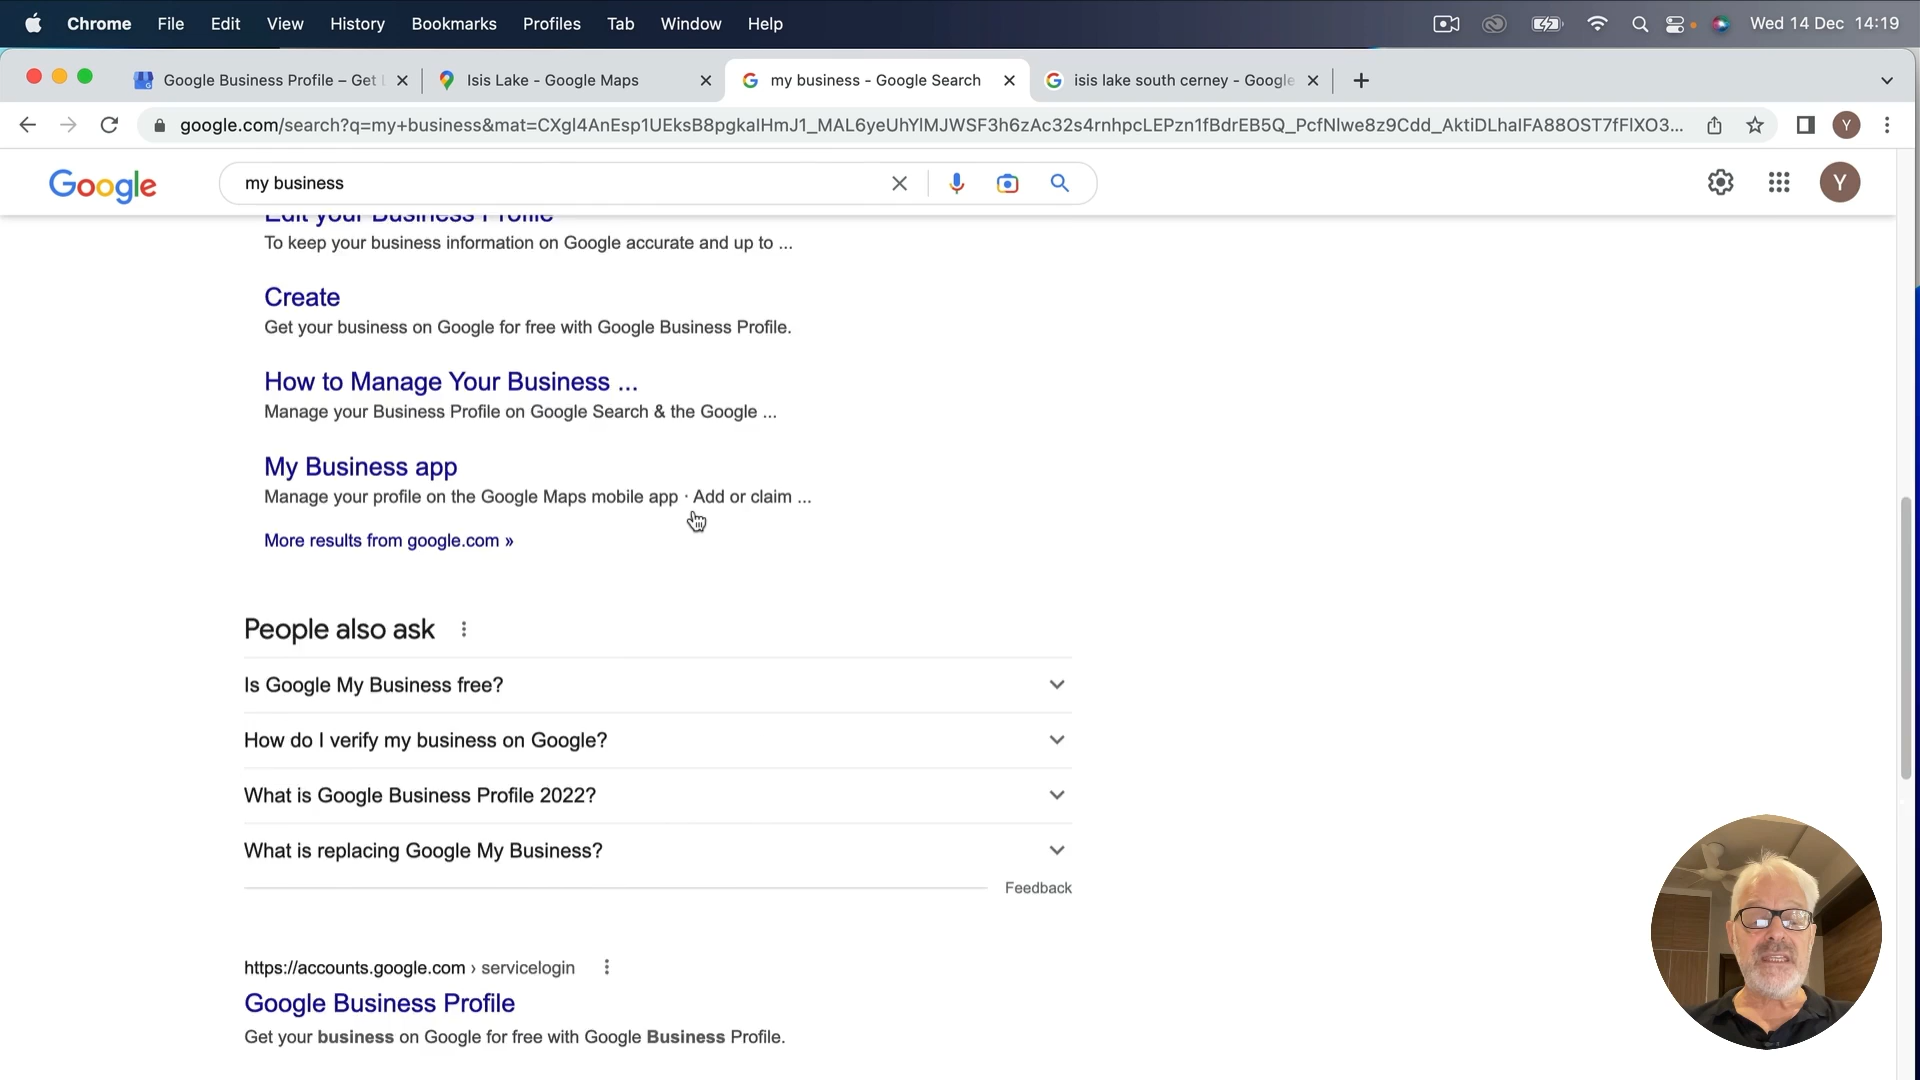 Chrome File Edit View History Bookmarks Profiles Tab Window Help Wed 14 Dec 14:19
Google Business Profile – Get L Isis Lake - Google Maps my business - Google Search isis lake south cerney - Google
google.com/search?q=my+business&mat=CXgl4AnEsp1UEksB8pgkaIHmJ1_MAL6yeUhYlMJWSF3h6zAc32s4rnhpcLEPzn1fBdrEB5Q_PcfNlwe8z9Cdd_AktiDLhaIFA88OST7fFlXO3... Y
Google my business Y
Edit your Business Profile
To keep your business information on Google accurate and up to ...
Create
Get your business on Google for free with Google Business Profile.
How to Manage Your Business ...
Manage your Business Profile on Google Search & the Google ...
My Business app
Manage your profile on the Google Maps mobile app · Add or claim ...
More results from google.com »
People also ask
Is Google My Business free?
How do I verify my business on Google?
What is Google Business Profile 2022?
What is replacing Google My Business?
Feedback
https://accounts.google.com › servicelogin
Google Business Profile
Get your business on Google for free with Google Business Profile.